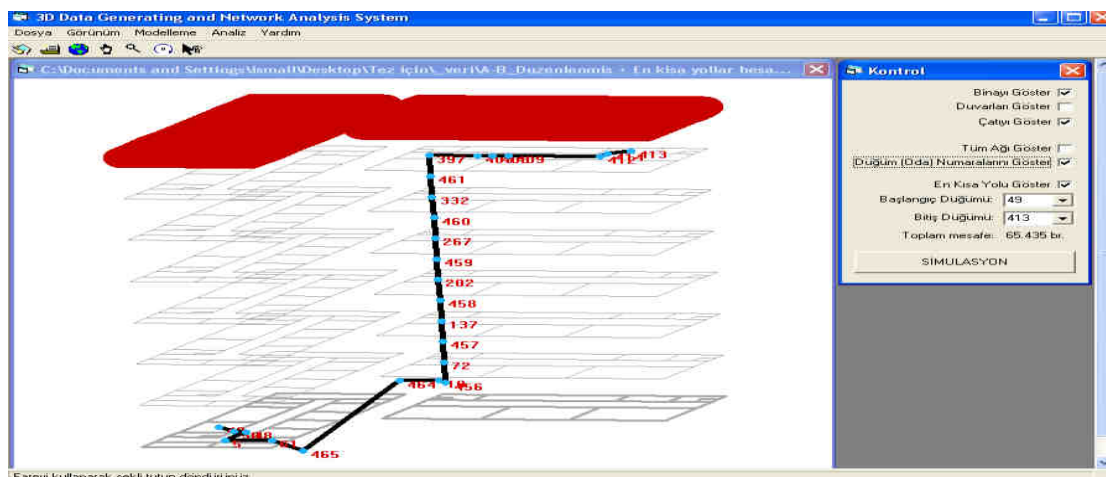 3D Data Generating and Network Analysis System
Dosya Görünüm Modelleme Analiz Yardım
C:\Documents and Settings\ismail\Desktop\Tez için\_veri\A-B_Duzenlenmis - En kisa yollar hesa...
397
413
461
332
460
267
459
202
458
137
457
72
464
456
465
Kontrol
Binayı Göster
Duvarları Göster
Çatıyı Göster
Tüm Ağı Göster
Düğüm (Oda) Numaralarını Göster
En Kısa Yolu Göster
Başlangıç Düğümü: 49
Bitiş Düğümü: 413
Toplam mesafe: 65.435 br.
SİMULASYON